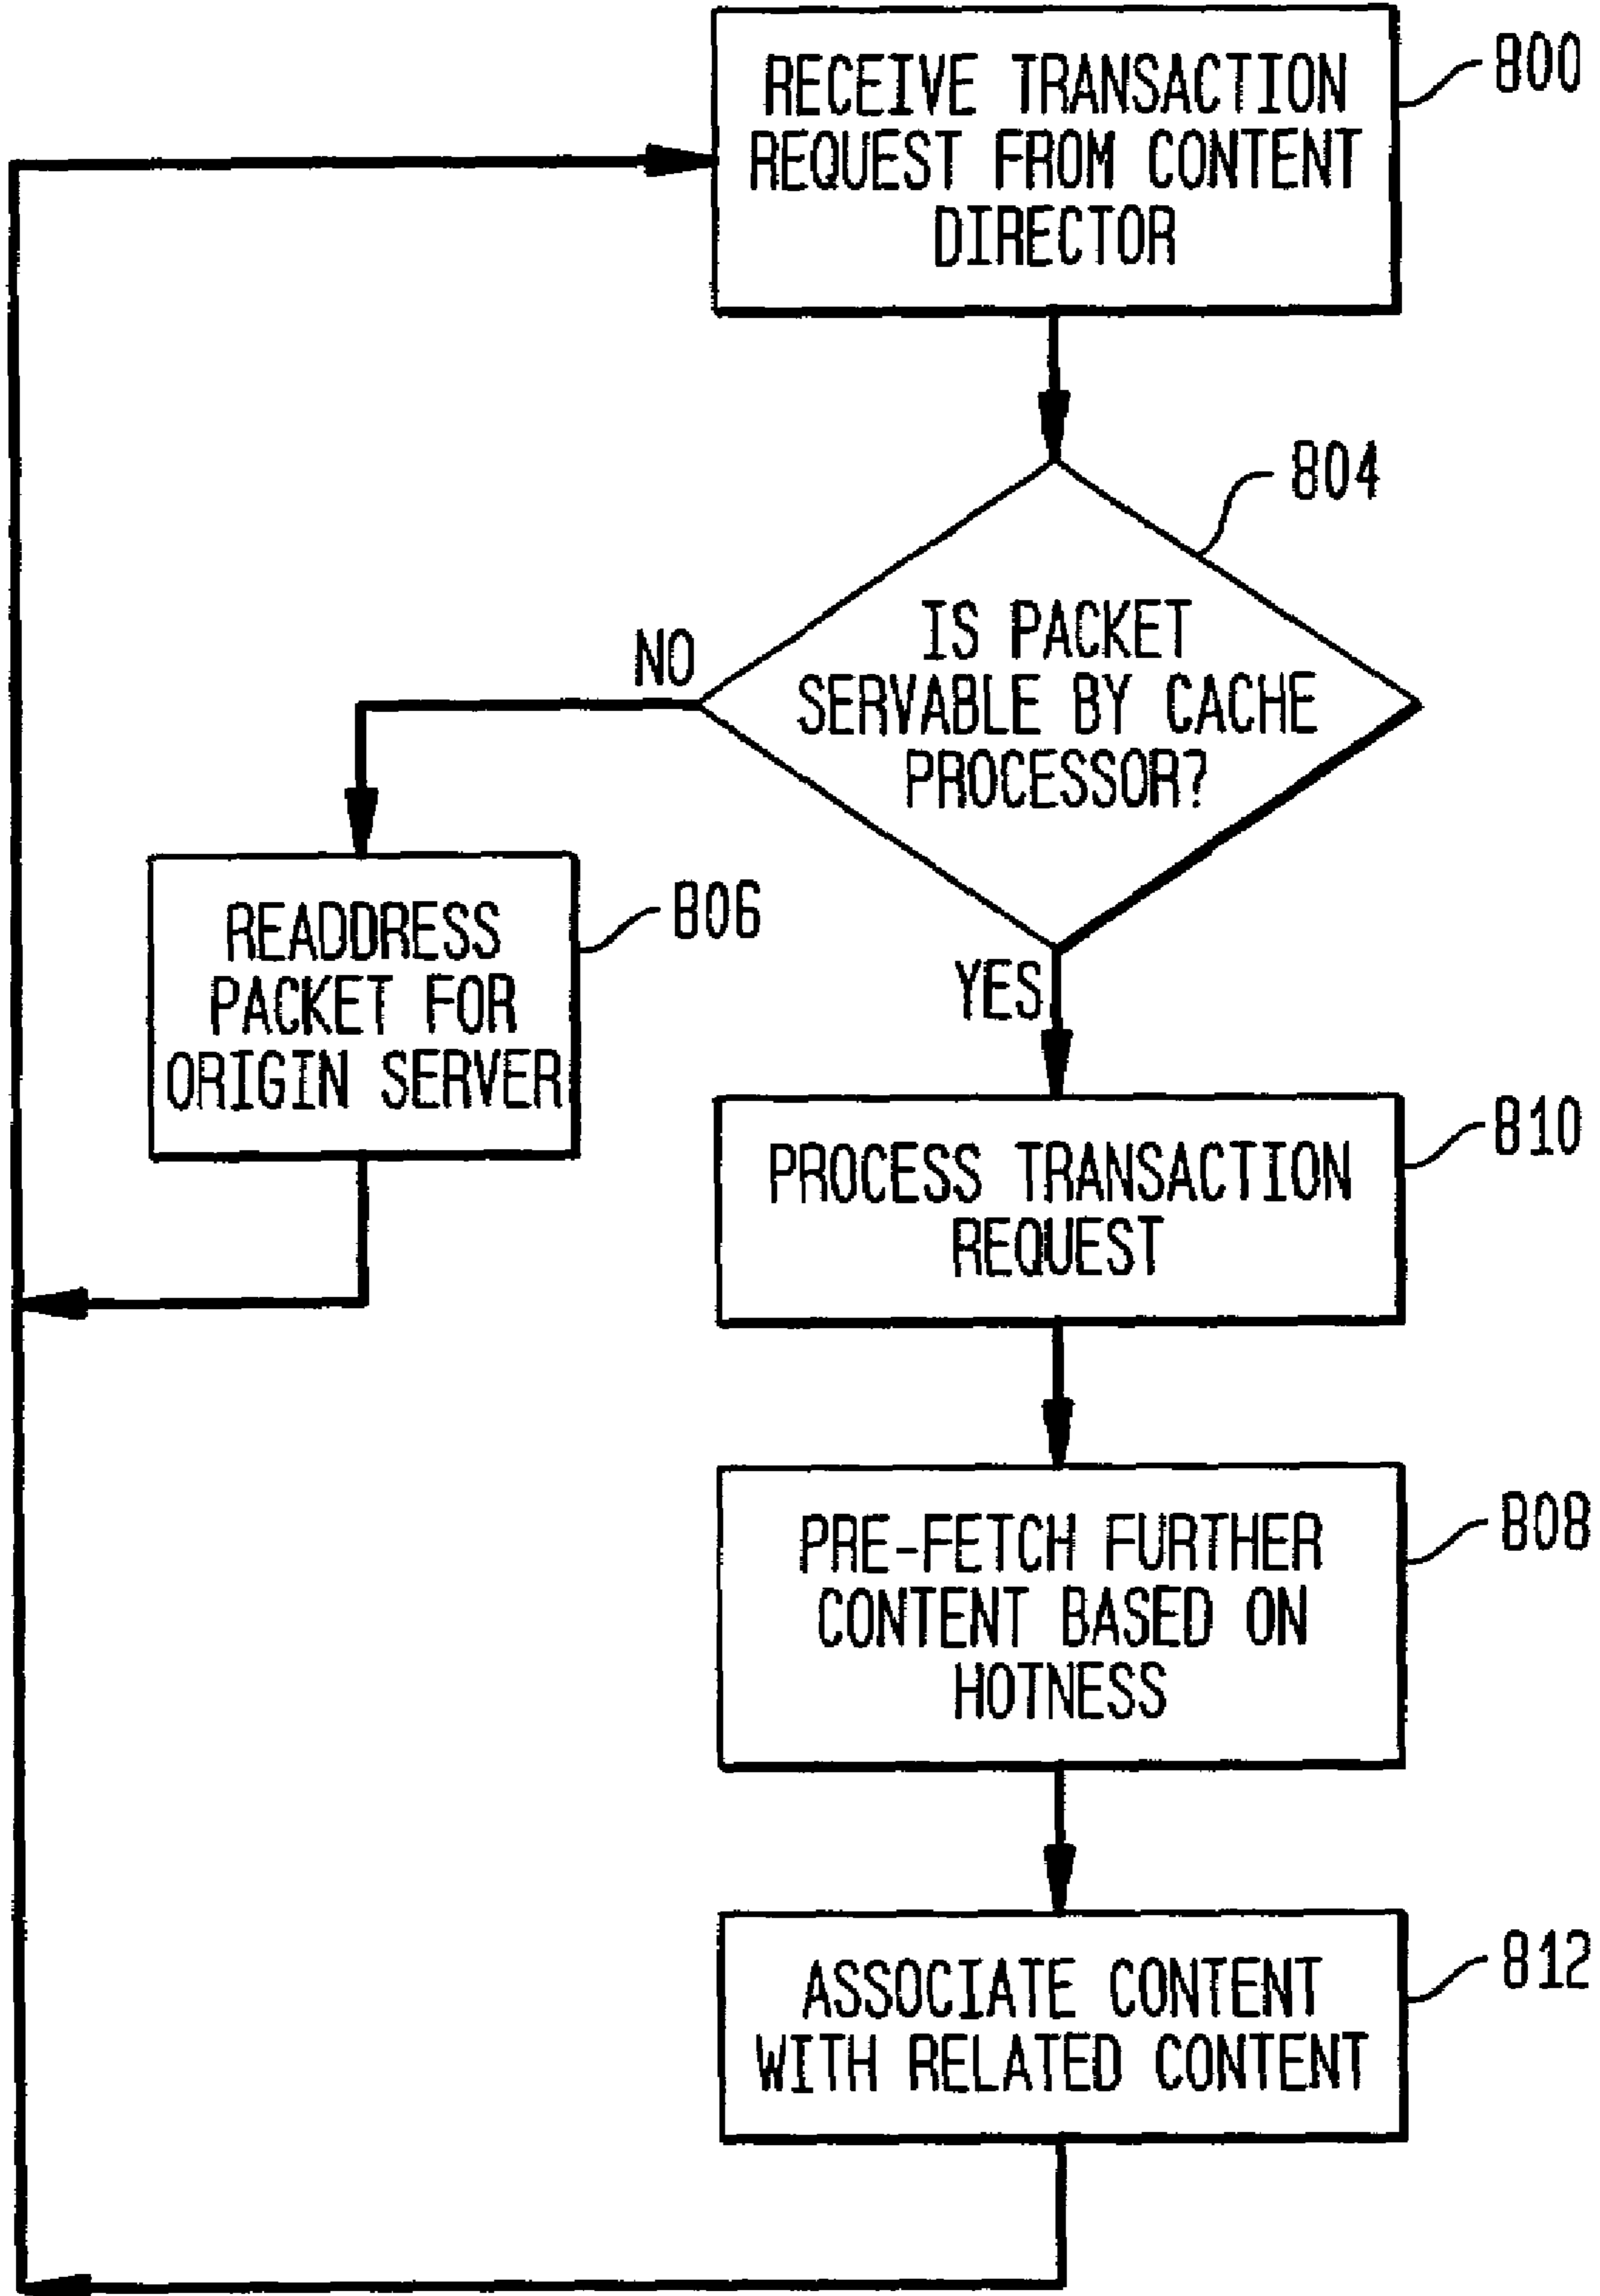 RECEIVE TRANSACTION
REQUEST FROM CONTENT
DIRECTOR
800
804
IS PACKET
SERVABLE BY CACHE
PROCESSOR?
NO
YES
READDRESS
PACKET FOR
ORIGIN SERVER
806
PROCESS TRANSACTION
REQUEST
810
PRE-FETCH FURTHER
CONTENT BASED ON
HOTNESS
808
ASSOCIATE CONTENT
WITH RELATED CONTENT
812